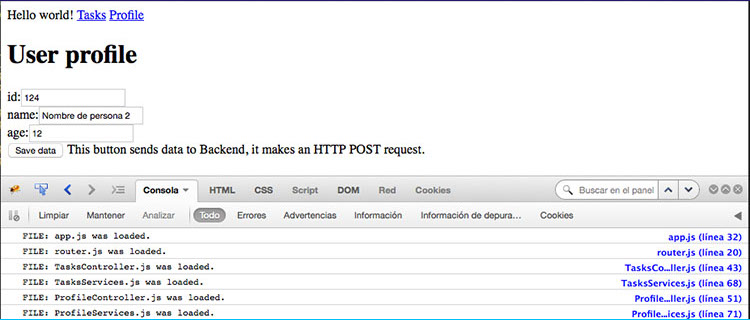 Hello world! Tasks Profile
User profile
id: 124
name: Nombre de persona 2
age: 12
Save data This button sends data to Backend, it makes an HTTP POST request.
Consola HTML CSS Script DOM Red Cookies Buscar en el panel
Limpiar Mantener Analizar Todo Errores Advertencias Información Información de depura... Cookies
FILE: app.js was loaded. app.js (línea 32)
FILE: router.js was loaded. router.js (línea 20)
FILE: TasksController.js was loaded. TasksCo...ller.js (línea 43)
FILE: TasksServices.js was loaded. TasksServices.js (línea 68)
FILE: ProfileController.js was loaded. Profile...ller.js (línea 51)
FILE: ProfileServices.js was loaded. Profile...ices.js (línea 71)